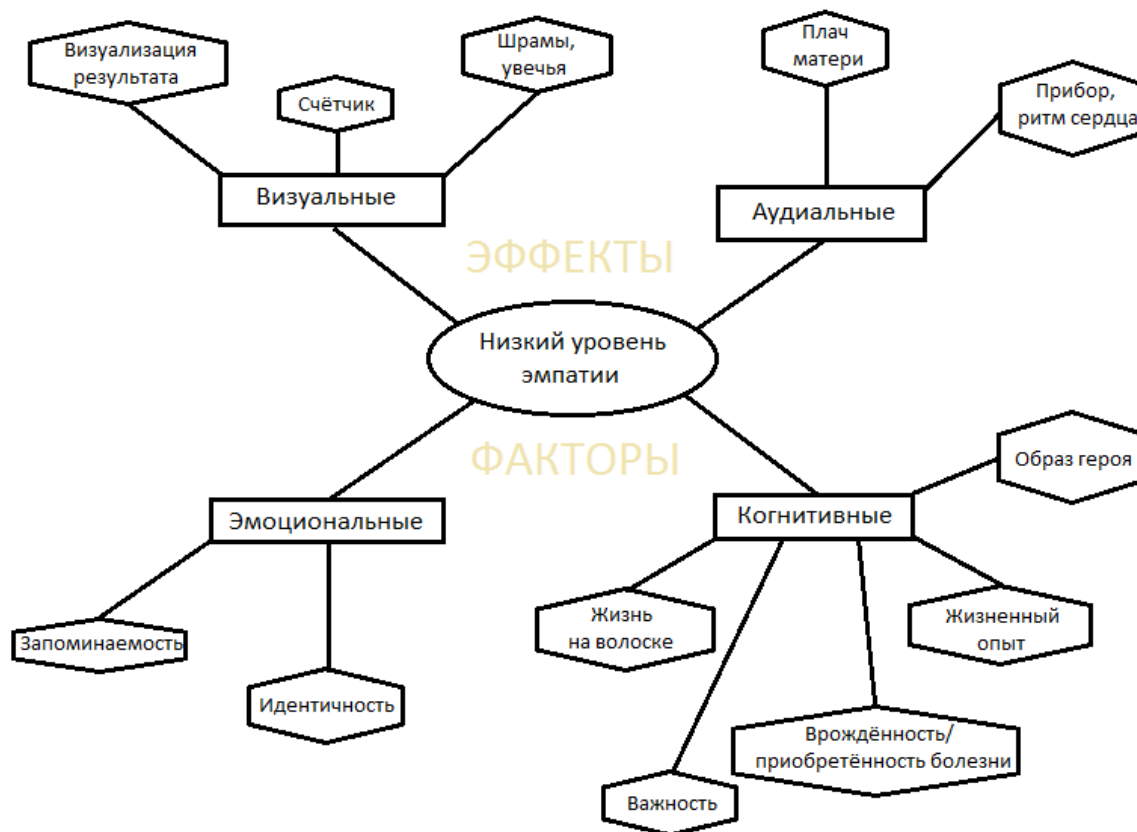 Визуализация
результата
Счётчик
Шрамы,
увечья
Плач
матери
Прибор,
ритм сердца
Визуальные
Аудиальные
ЭФФЕКТЫ
Низкий уровень
эмпатии
ФАКТОРЫ
Эмоциональные
Когнитивные
Образ героя
Запоминаемость
Идентичность
Жизнь
на волоске
Жизненный
опыт
Врождённость/
приобретённость болезни
Важность